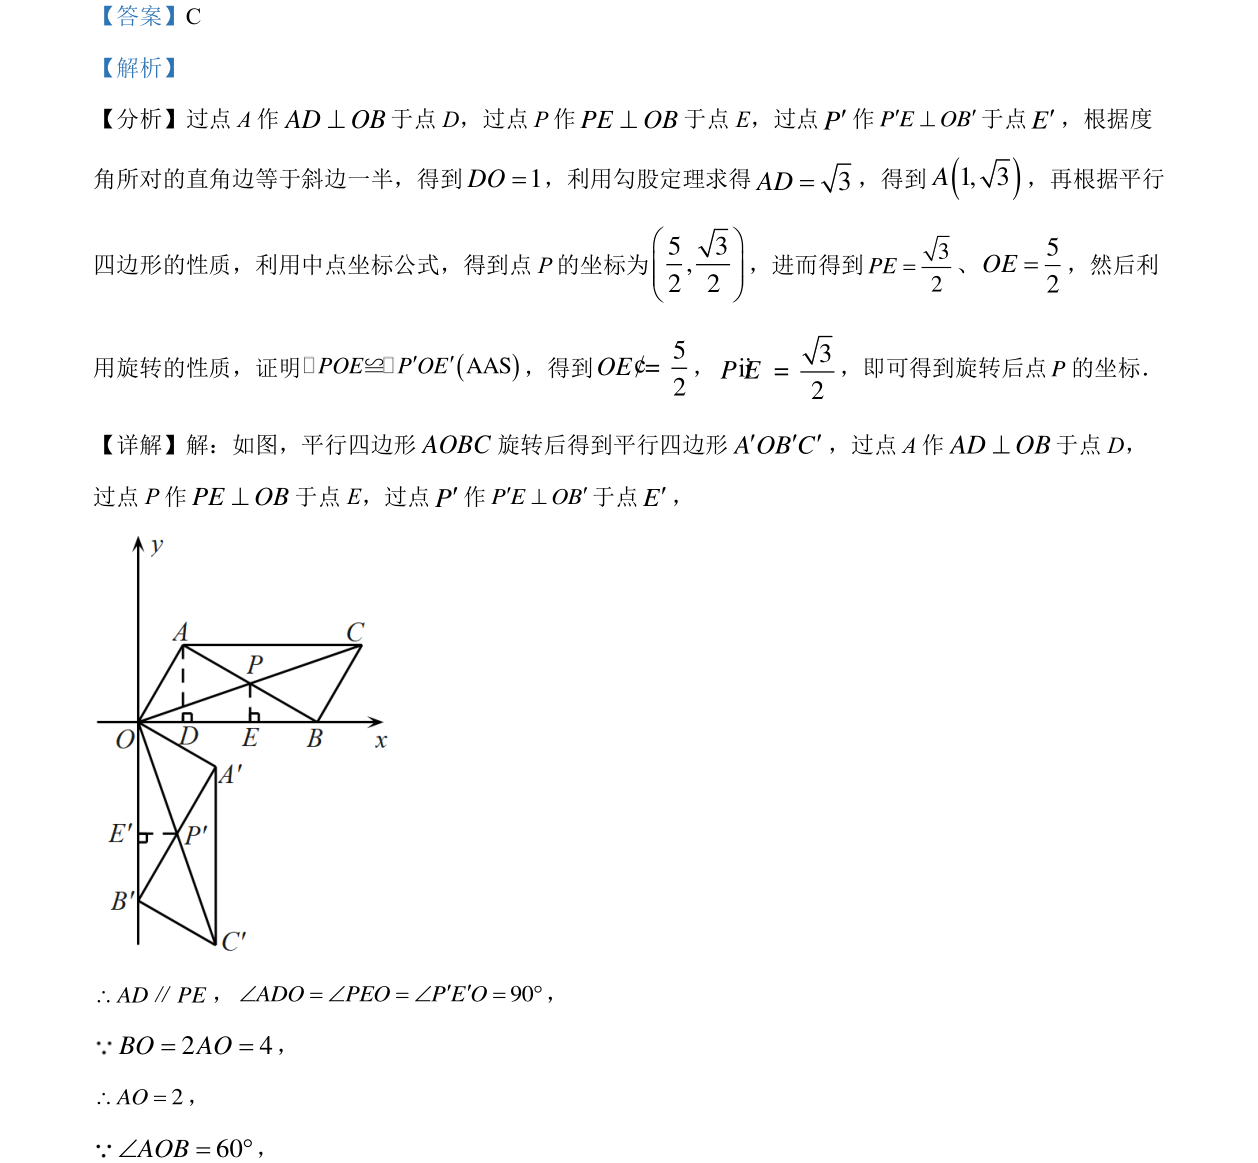 【答案】C
【解析】
【分析】过点 A 作 AD ⊥ OB 于点 D，过点 P 作 PE ⊥ OB 于点 E，过点 P′ 作 P′E ⊥ OB′ 于点 E′，根据度
角所对的直角边等于斜边一半，得到 DO = 1，利用勾股定理求得 AD = √3，得到 A(1, √3)，再根据平行
四边形的性质，利用中点坐标公式，得到点 P 的坐标为 (5/2, √3/2)，进而得到 PE = √3/2、OE = 5/2，然后利
用旋转的性质，证明□POE≌□P′OE′(AAS)，得到 OE¢= 5/2，P¢E¢ = √3/2，即可得到旋转后点 P 的坐标．
【详解】解：如图，平行四边形 AOBC 旋转后得到平行四边形 A′OB′C′，过点 A 作 AD ⊥ OB 于点 D，
过点 P 作 PE ⊥ OB 于点 E，过点 P′ 作 P′E ⊥ OB′ 于点 E′，
y
A C
P
O D E B x
A′
E′ P′
B′
C′
∴ AD // PE，∠ADO = ∠PEO = ∠P′E′O = 90°，
∵ BO = 2AO = 4，
∴ AO = 2，
∵ ∠AOB = 60°，